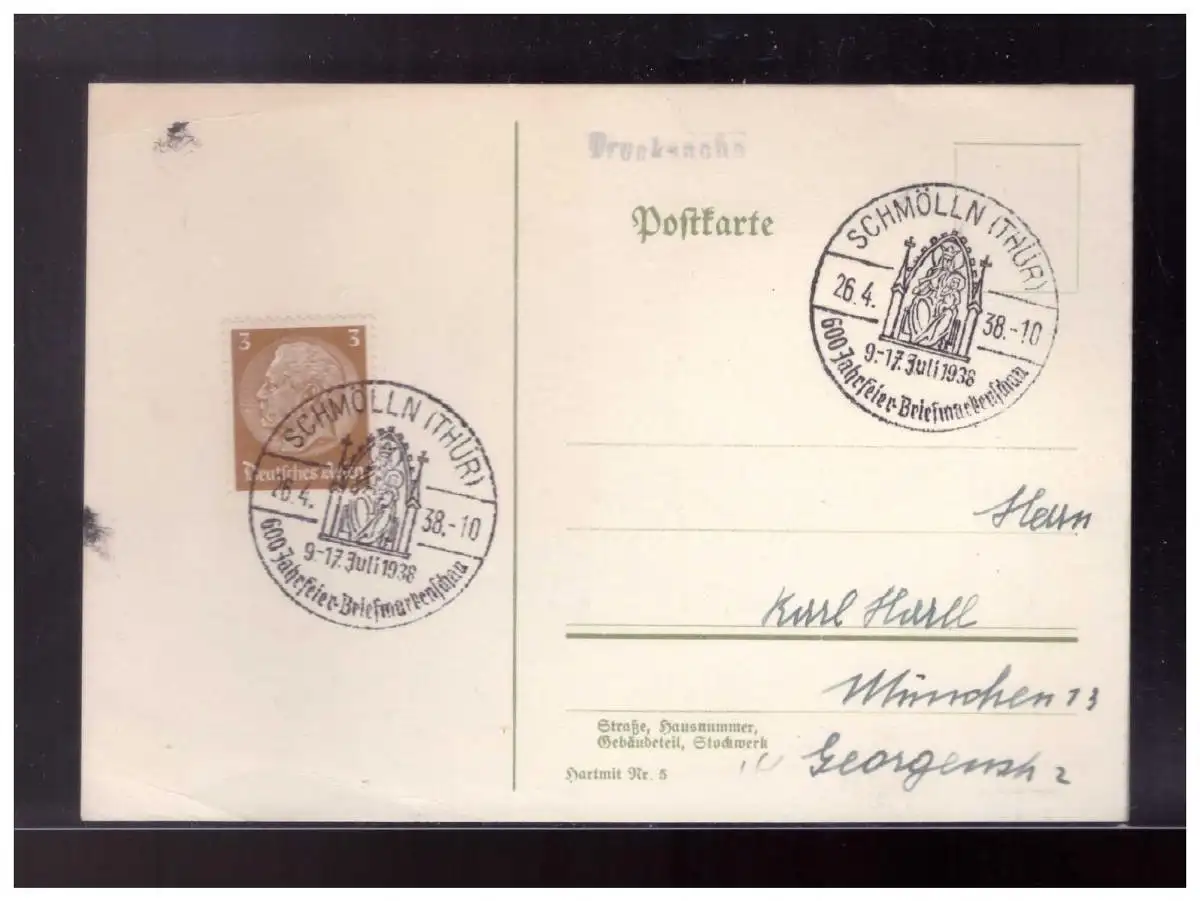 Drucksache
Postkarte
SCHMÖLLN (THÜR)
26.4. 38.-10
9.-17. Juli 1938
600 Jahrfeier-Briefmarkenschau
3 3
Deutsches Reich
SCHMÖLLN (THÜR)
26.4. 38.-10
9.-17. Juli 1938
600 Jahrfeier-Briefmarkenschau
Herrn
Karl Hartl
München 13
Straße, Hausnummer,
Gebäudeteil, Stockwerk
Georgenstr 2
Hartmit Nr. 5